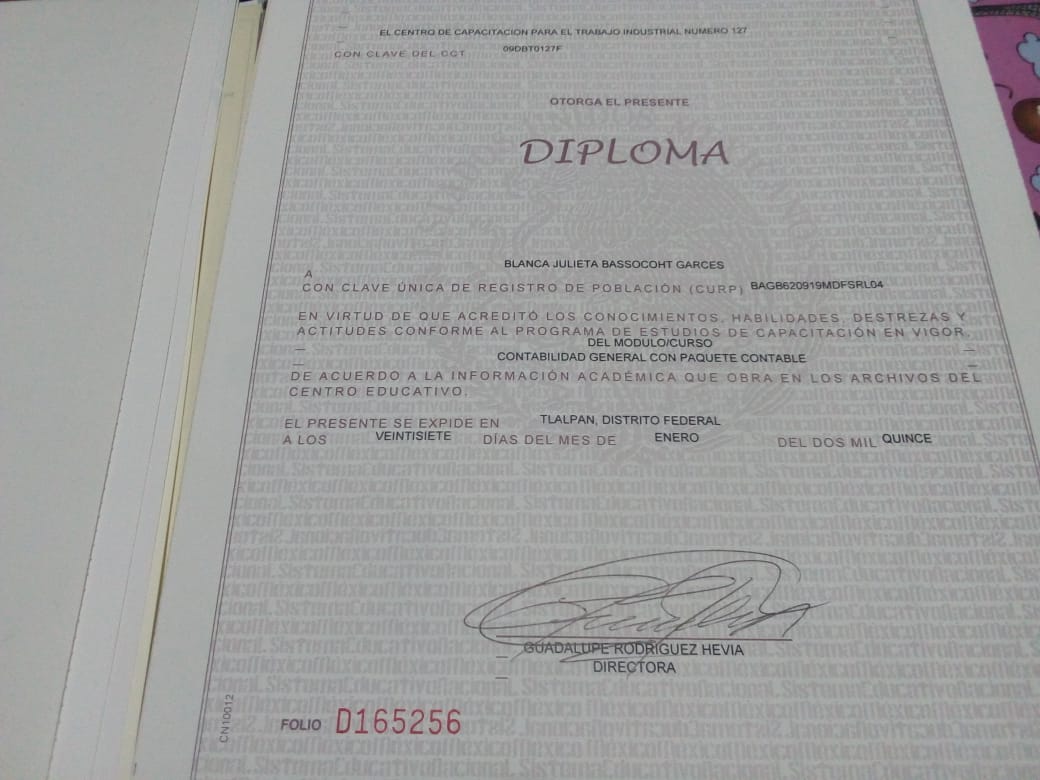 EL CENTRO DE CAPACITACION PARA EL TRABAJO INDUSTRIAL NUMERO 127
CON CLAVE DEL CCT 09DBT0127F
OTORGA EL PRESENTE
DIPLOMA
BLANCA JULIETA BASSOCOHT GARCES
A
CON CLAVE ÚNICA DE REGISTRO DE POBLACIÓN (CURP) BAGB620919MDFSRL04
EN VIRTUD DE QUE ACREDITÓ LOS CONOCIMIENTOS, HABILIDADES, DESTREZAS Y
ACTITUDES CONFORME AL PROGRAMA DE ESTUDIOS DE CAPACITACIÓN EN VIGOR,
DEL MODULO/CURSO
CONTABILIDAD GENERAL CON PAQUETE CONTABLE
DE ACUERDO A LA INFORMACIÓN ACADÉMICA QUE OBRA EN LOS ARCHIVOS DEL
CENTRO EDUCATIVO.
EL PRESENTE SE EXPIDE EN TLALPAN, DISTRITO FEDERAL
A LOS VEINTISIETE DÍAS DEL MES DE ENERO DEL DOS MIL QUINCE
GUADALUPE RODRIGUEZ HEVIA
DIRECTORA
CN10012
FOLIO D165256